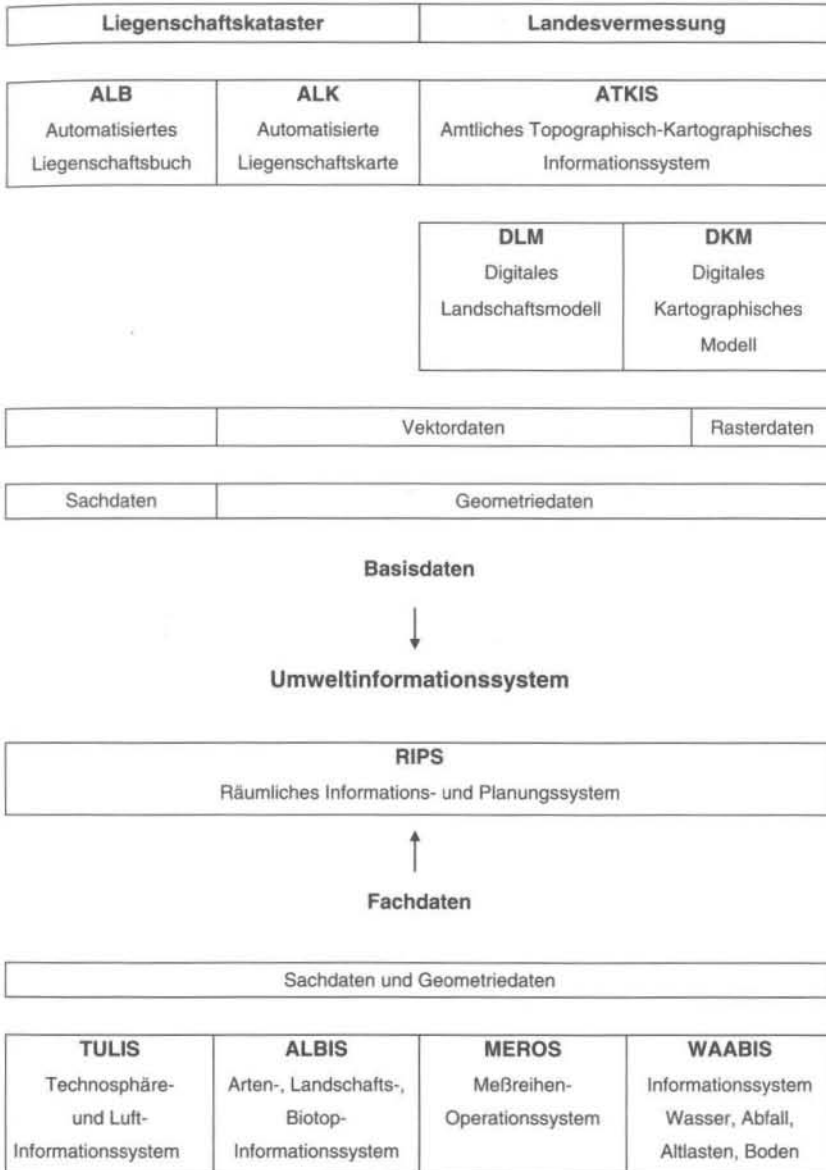 Liegenschaftskataster Landesvermessung
ALB ALK ATKIS
Automatisiertes Automatisierte Amtliches Topographisch-Kartographisches
Liegenschaftsbuch Liegenschaftskarte Informationssystem
DLM DKM
Digitales Digitales
Landschaftsmodell Kartographisches
Modell
Vektordaten Rasterdaten
Sachdaten Geometriedaten
Basisdaten
Umweltinformationssystem
RIPS
Räumliches Informations- und Planungssystem
Fachdaten
Sachdaten und Geometriedaten
TULIS ALBIS MEROS WAABIS
Technosphäre- Arten-, Landschafts-, Meßreihen- Informationssystem
und Luft- Biotop- Operationssystem Wasser, Abfall,
Informationssystem Informationssystem Altlasten, Boden